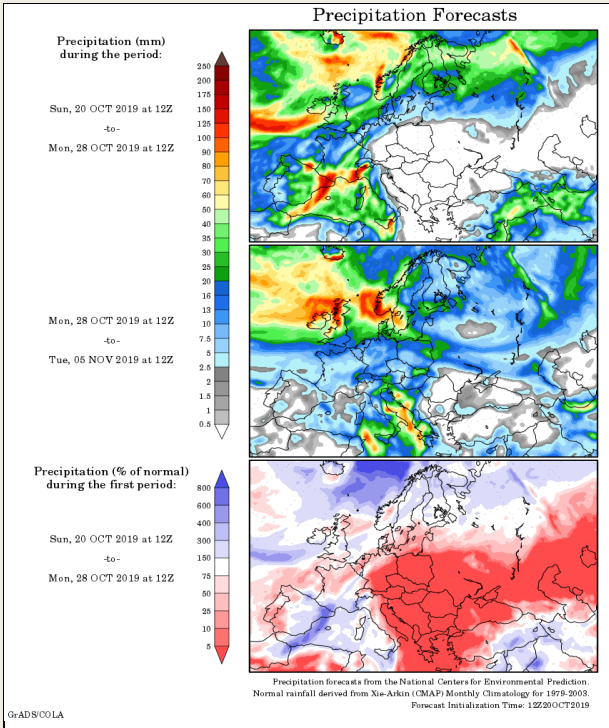 Precipitation Forecasts
Precipitation (mm)
during the period:
Sun, 20 OCT 2019 at 12Z
-to-
Mon, 28 OCT 2019 at 12Z
250
200
175
150
125
100
90
80
70
60
50
40
35
30
25
20
16
13
10
7.5
5
2.5
2
1.5
1
0.5
Mon, 28 OCT 2019 at 12Z
-to-
Tue, 05 NOV 2019 at 12Z
Precipitation (% of normal)
during the first period:
Sun, 20 OCT 2019 at 12Z
-to-
Mon, 28 OCT 2019 at 12Z
800
600
400
300
150
75
50
25
10
5
Precipitation forecasts from the National Centers for Environmental Prediction.
Normal rainfall derived from Xie-Arkin (CMAP) Monthly Climatology for 1979-2003.
Forecast Initialization Time: 12Z20OCT2019
GrADS/COLA